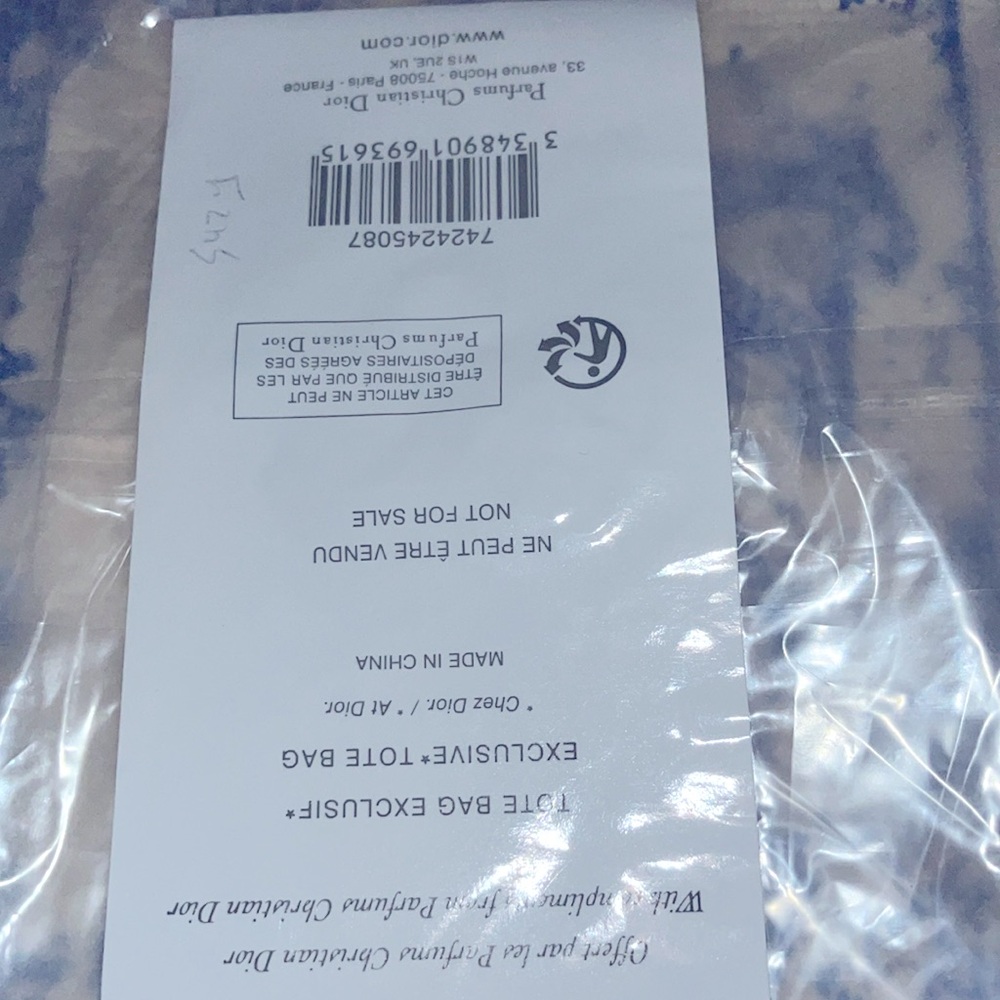 Offert par les Parfums Christian Dior
With compliments from Parfums Christian Dior
TOTE BAG EXCLUSIF*
EXCLUSIVE* TOTE BAG
* Chez Dior. / * At Dior.
MADE IN CHINA
NE PEUT ÊTRE VENDU
NOT FOR SALE
CET ARTICLE NE PEUT
ÊTRE DISTRIBUÉ QUE PAR LES
DÉPOSITAIRES AGRÉÉS DES
Parfums Christian Dior
7424245087
3 348901 693615
Parfums Christian Dior
33, avenue Hoche - 75008 Paris - France
W1S 2UE, UK
www.dior.com